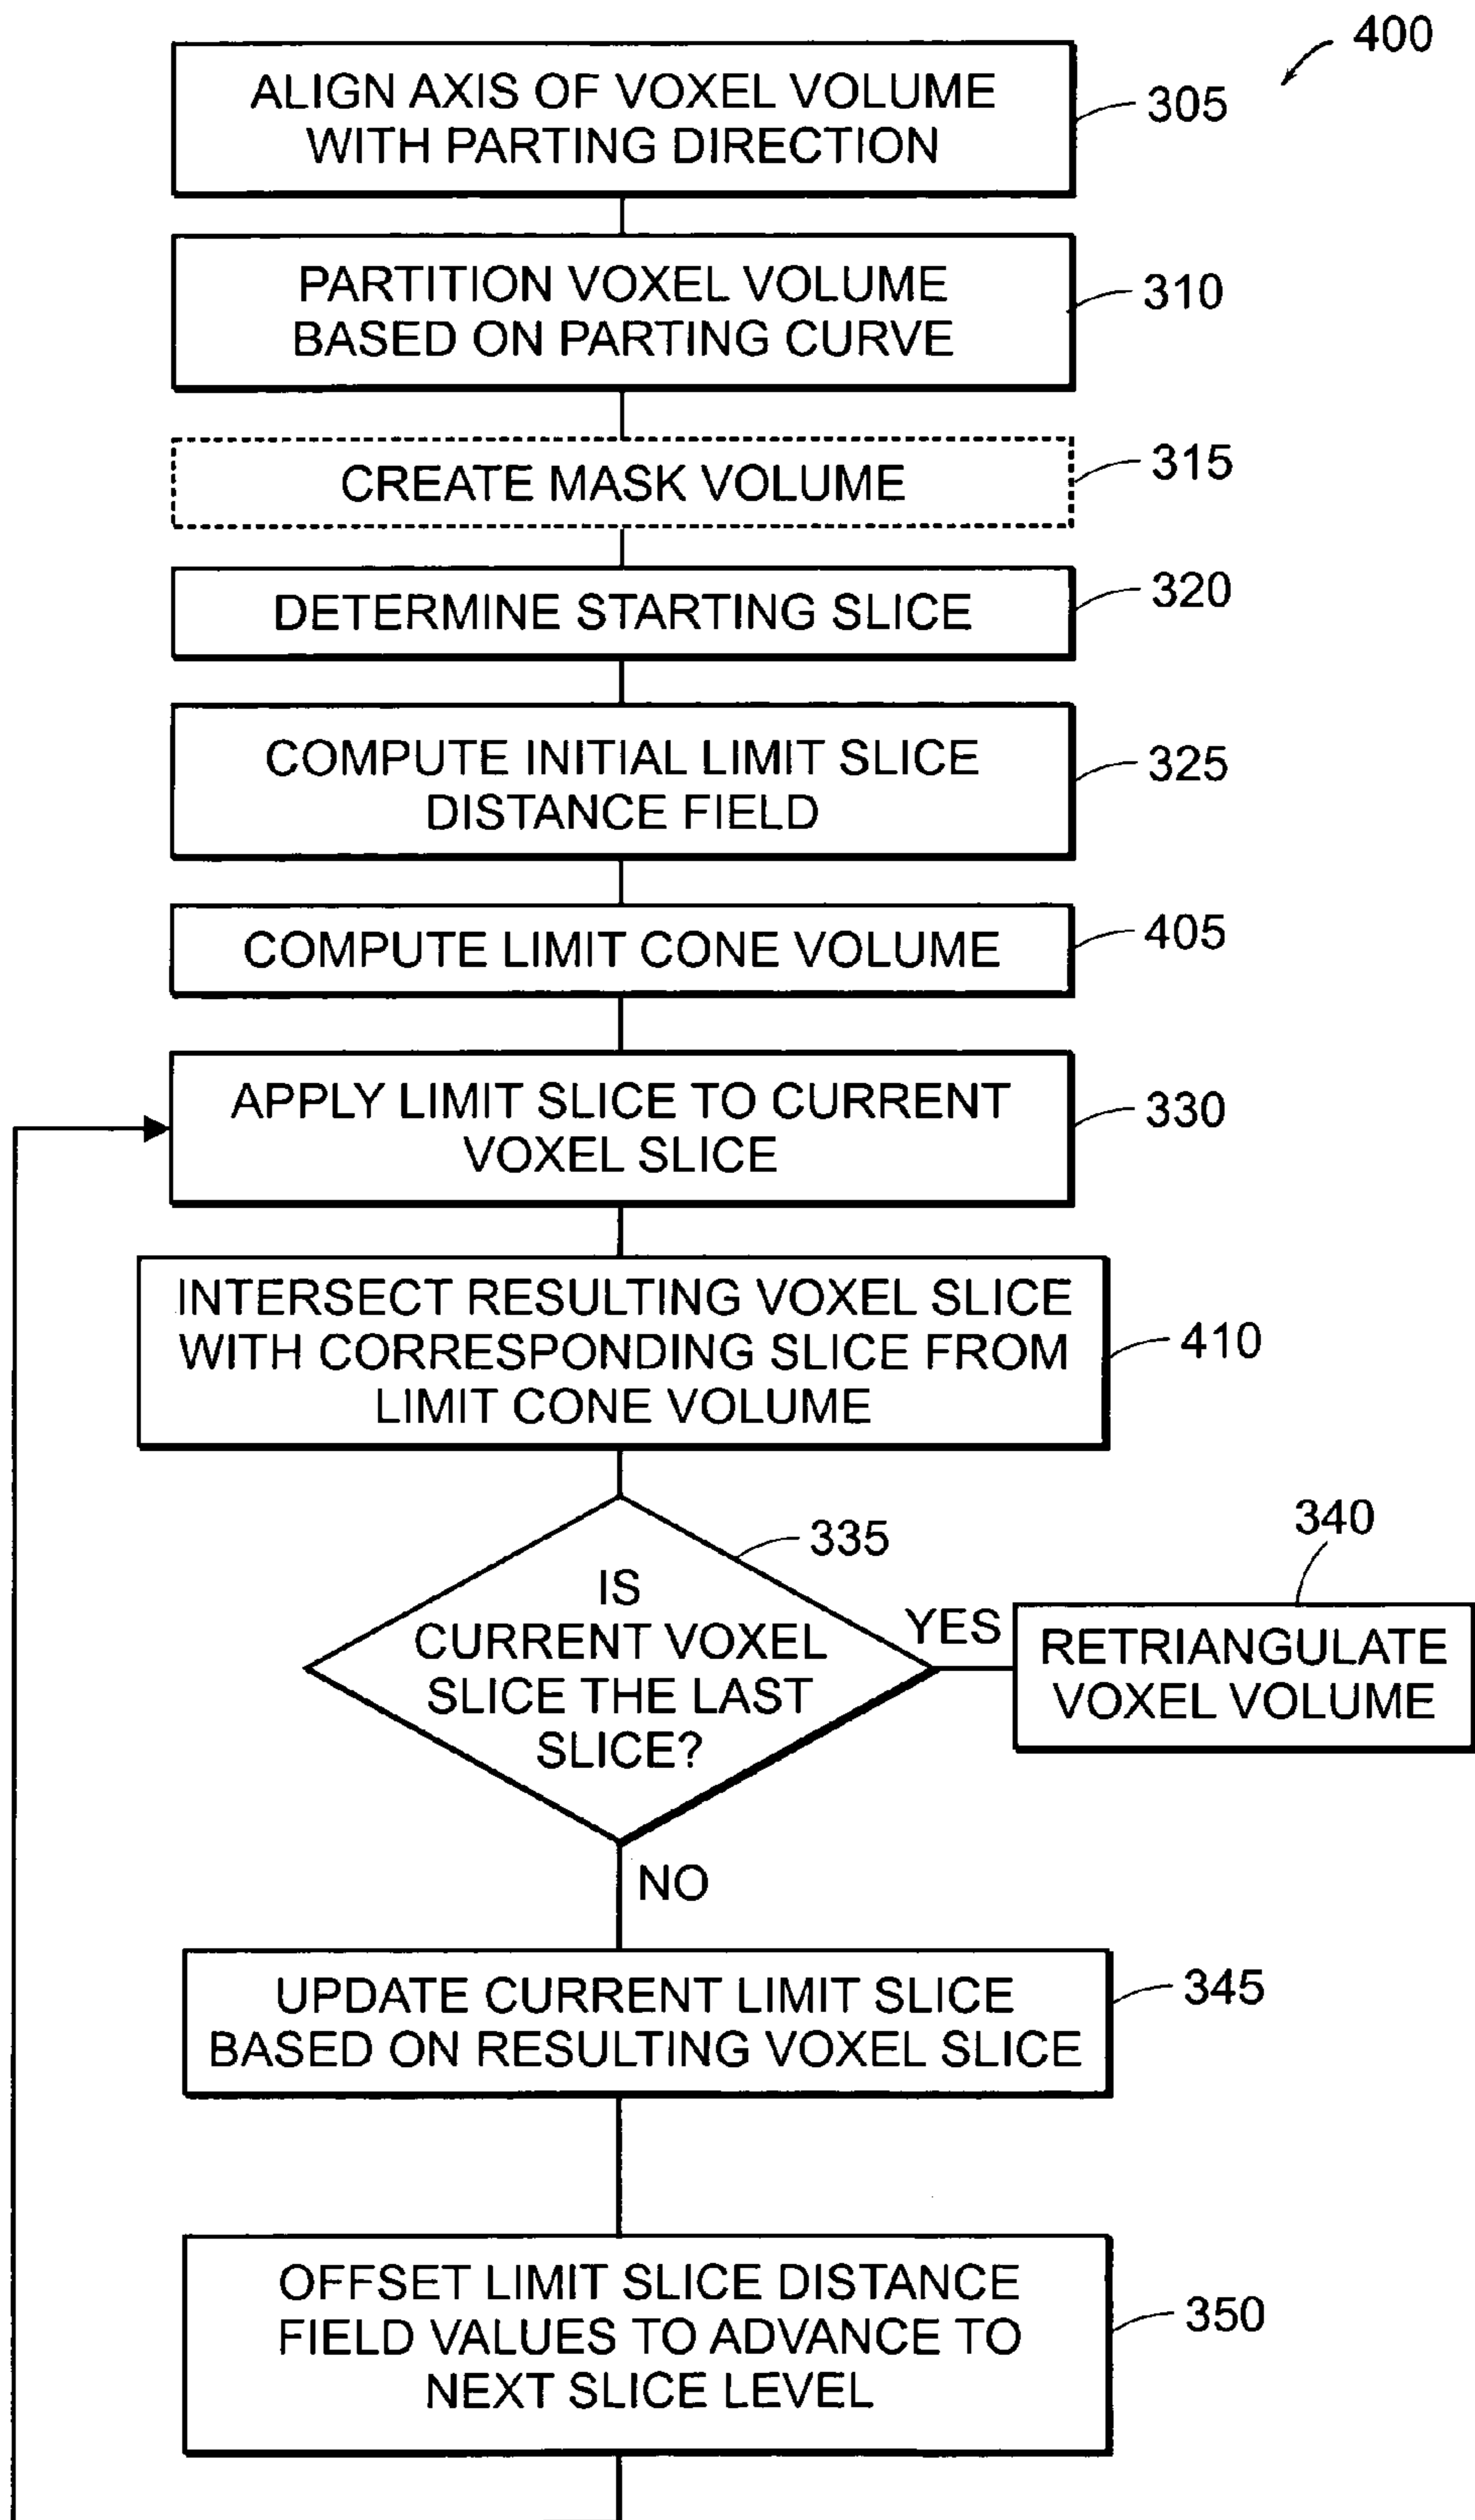 400
ALIGN AXIS OF VOXEL VOLUME
WITH PARTING DIRECTION
305
PARTITION VOXEL VOLUME
BASED ON PARTING CURVE
310
CREATE MASK VOLUME
315
DETERMINE STARTING SLICE
320
COMPUTE INITIAL LIMIT SLICE
DISTANCE FIELD
325
COMPUTE LIMIT CONE VOLUME
405
APPLY LIMIT SLICE TO CURRENT
VOXEL SLICE
330
INTERSECT RESULTING VOXEL SLICE
WITH CORRESPONDING SLICE FROM
LIMIT CONE VOLUME
410
IS
CURRENT VOXEL
SLICE THE LAST
SLICE?
335
YES
RETRIANGULATE
VOXEL VOLUME
340
NO
UPDATE CURRENT LIMIT SLICE
BASED ON RESULTING VOXEL SLICE
345
OFFSET LIMIT SLICE DISTANCE
FIELD VALUES TO ADVANCE TO
NEXT SLICE LEVEL
350